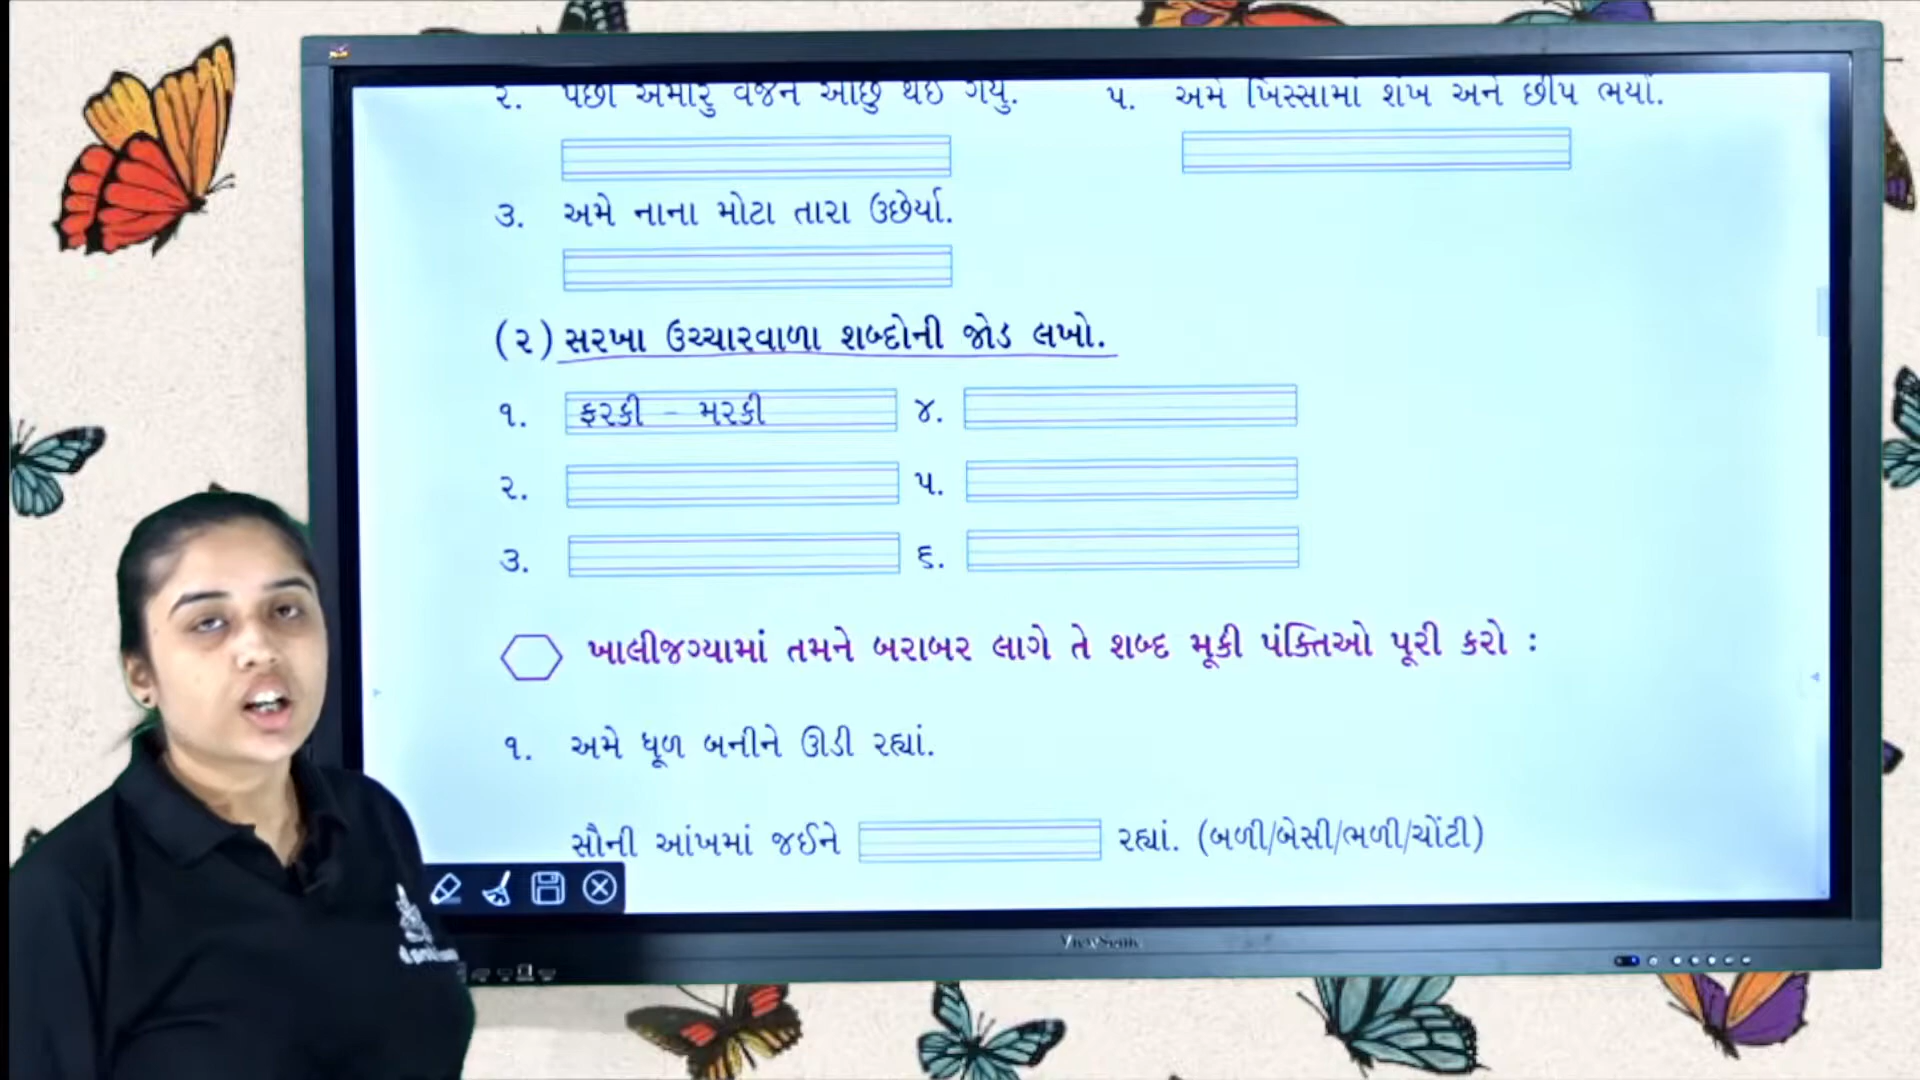 ૨. પછી અમારું વજન ઓછું થઈ ગયું.
૫. અમે ખિસ્સામાં શંખ અને છીપ ભર્યાં.
૩. અમે નાના મોટા તારા ઉછેર્યા.
(૨) સરખા ઉચ્ચારવાળા શબ્દોની જોડ લખો.
૧. ફરકી - મરકી ૪.
૨. ૫.
૩. ૬.
ખાલીજગ્યામાં તમને બરાબર લાગે તે શબ્દ મૂકી પંક્તિઓ પૂરી કરો :
૧. અમે ધૂળ બનીને ઊડી રહ્યાં.
સૌની આંખમાં જઈને રહ્યાં. (બળી/બેસી/ભળી/ચોંટી)
ViewSonic